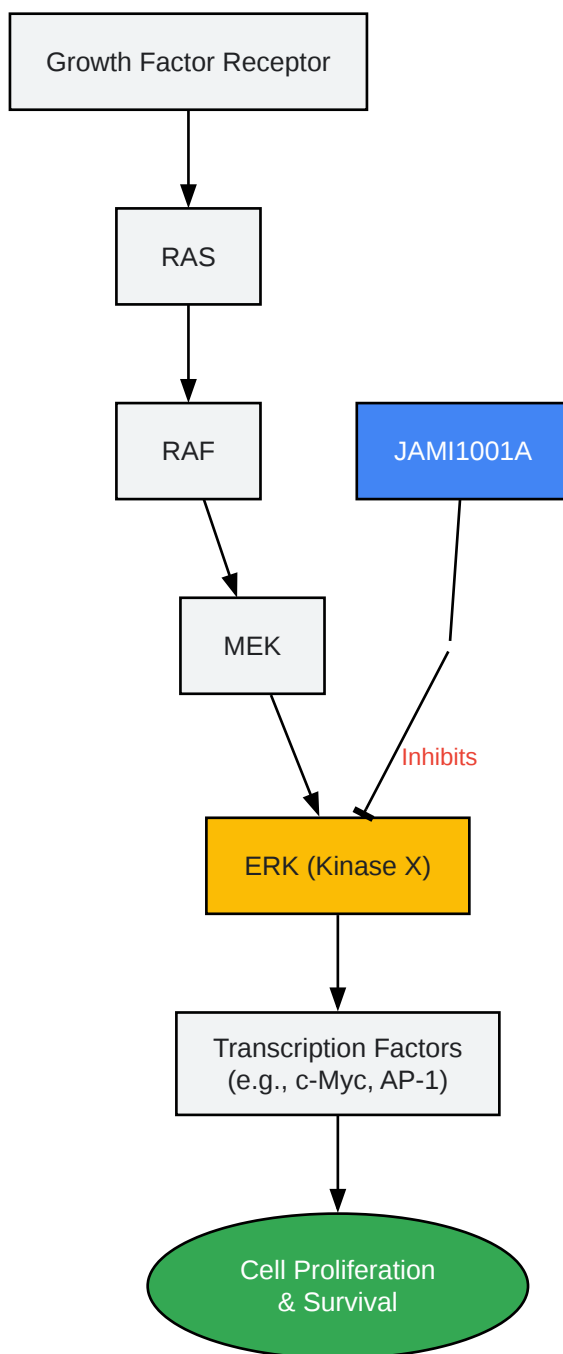 Growth Factor Receptor
RAS
RAF
JAMI1001A
MEK
Inhibits
ERK (Kinase X)
Transcription Factors
(e.g., c-Myc, AP-1)
Cell Proliferation
& Survival